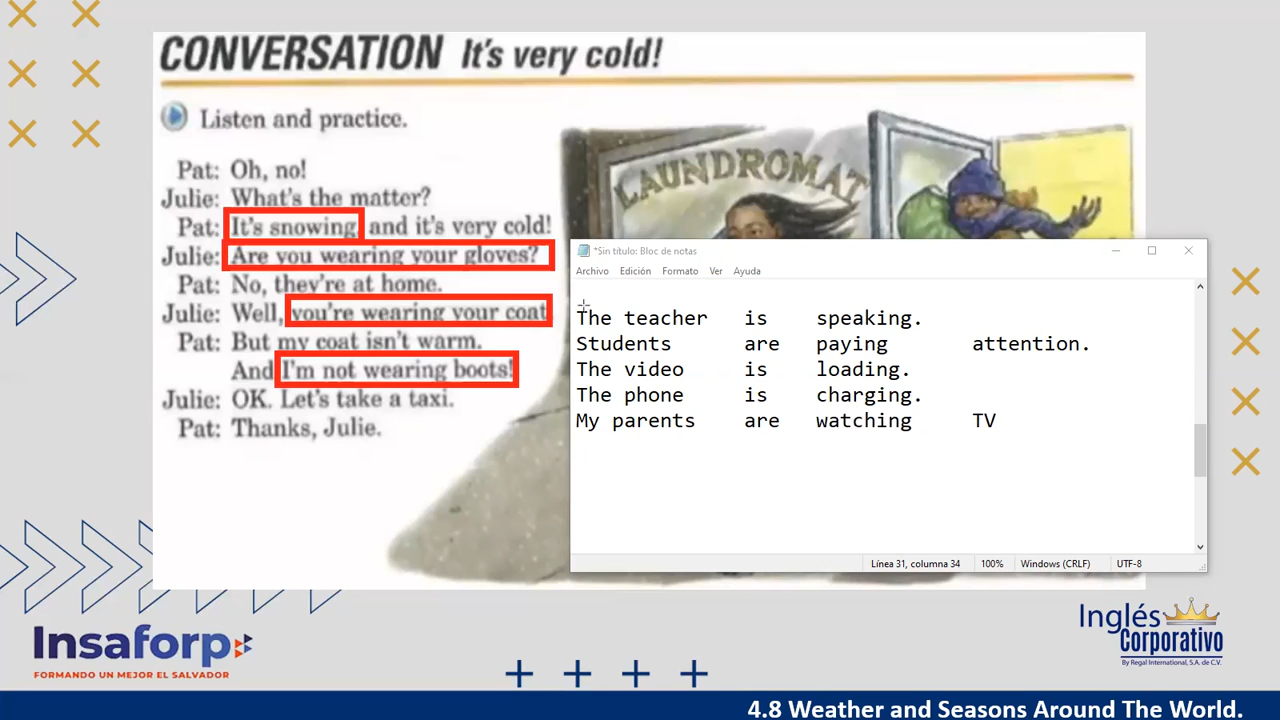 CONVERSATION It's very cold!
Listen and practice.
Pat: Oh, no!
Julie: What's the matter?
Pat: It's snowing and it's very cold!
Julie: Are you wearing your gloves?
Pat: No, they're at home.
Julie: Well, you're wearing your coat
Pat: But my coat isn't warm.
And I'm not wearing boots!
Julie: OK. Let's take a taxi.
Pat: Thanks, Julie.
LAUNDROMAT
*Sin título: Bloc de notas
Archivo Edición Formato Ver Ayuda
The teacher is speaking.
Students are paying attention.
The video is loading.
The phone is charging.
My parents are watching TV
Línea 31, columna 34 100% Windows (CRLF) UTF-8
Insaforp
FORMANDO UN MEJOR EL SALVADOR
Inglés
Corporativo
By Regal International, S.A. de C.V.
4.8 Weather and Seasons Around The World.